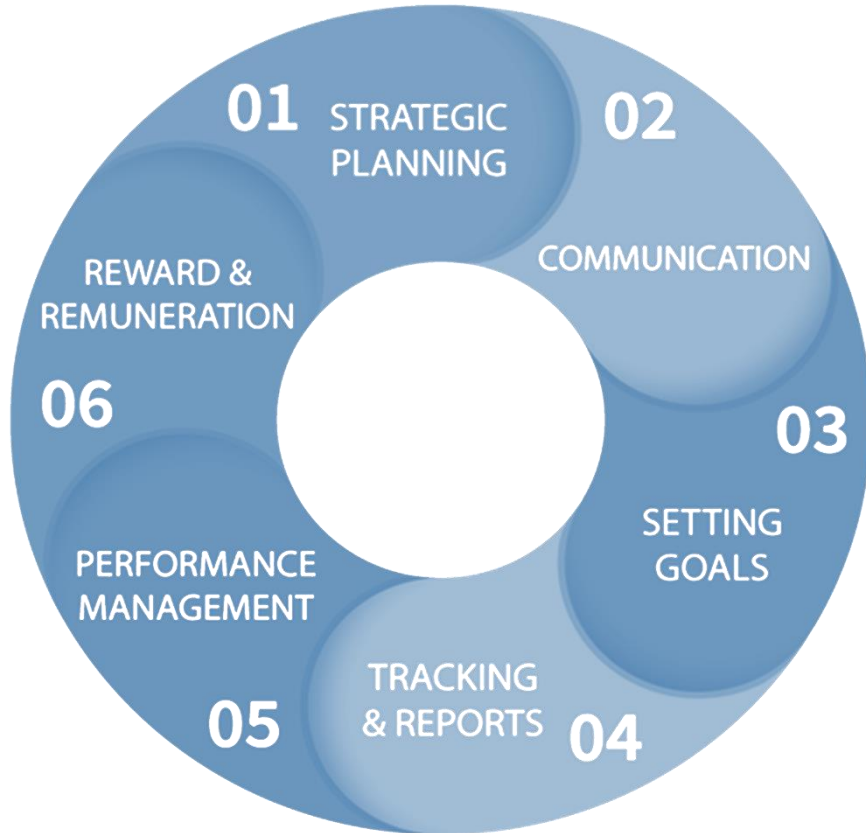 01
STRATEGIC
PLANNING
02
COMMUNICATION
03
SETTING
GOALS
04
TRACKING
& REPORTS
05
PERFORMANCE
MANAGEMENT
06
REWARD &
REMUNERATION